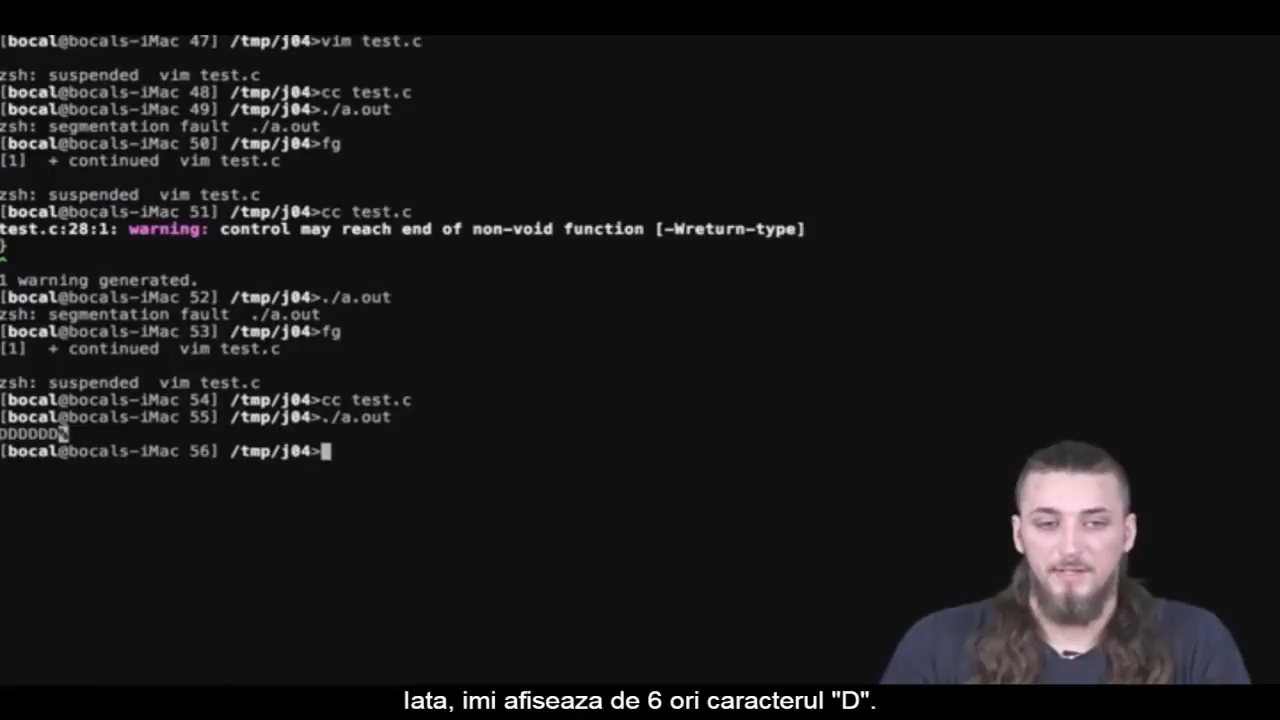 [bocal@bocals-iMac 47] /tmp/j04>vim test.c
zsh: suspended  vim test.c
[bocal@bocals-iMac 48] /tmp/j04>cc test.c
[bocal@bocals-iMac 49] /tmp/j04>./a.out
zsh: segmentation fault  ./a.out
[bocal@bocals-iMac 50] /tmp/j04>fg
[1]  + continued  vim test.c
zsh: suspended  vim test.c
[bocal@bocals-iMac 51] /tmp/j04>cc test.c
test.c:28:1: warning: control may reach end of non-void function [-Wreturn-type]
}
^
1 warning generated.
[bocal@bocals-iMac 52] /tmp/j04>./a.out
zsh: segmentation fault  ./a.out
[bocal@bocals-iMac 53] /tmp/j04>fg
[1]  + continued  vim test.c
zsh: suspended  vim test.c
[bocal@bocals-iMac 54] /tmp/j04>cc test.c
[bocal@bocals-iMac 55] /tmp/j04>./a.out
DDDDDD%
[bocal@bocals-iMac 56] /tmp/j04>
Iata, imi afiseaza de 6 ori caracterul "D".